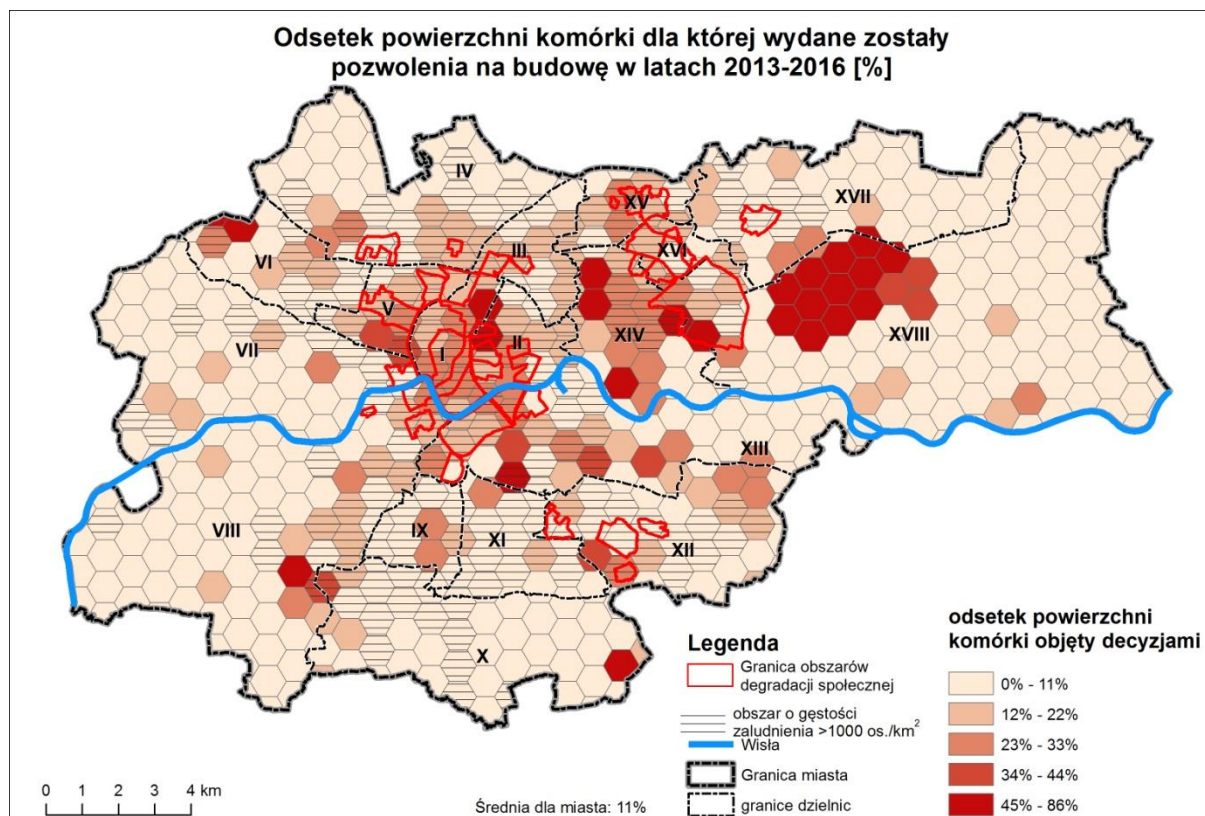 Odsetek powierzchni komórki dla której wydane zostały
pozwolenia na budowę w latach 2013-2016 [%]
IV
XVII
XV
III
XVI
VI
V
VII
I
II
XIV
XVIII
XIII
VIII
IX
XI
XII
X
Legenda
Granica obszarów
degradacji społecznej
obszar o gęstości
zaludnienia >1000 os./km²
Wisła
Granica miasta
granice dzielnic
odsetek powierzchni
komórki objęty decyzjami
0% - 11%
12% - 22%
23% - 33%
34% - 44%
45% - 86%
0 1 2 4 km
Średnia dla miasta: 11%